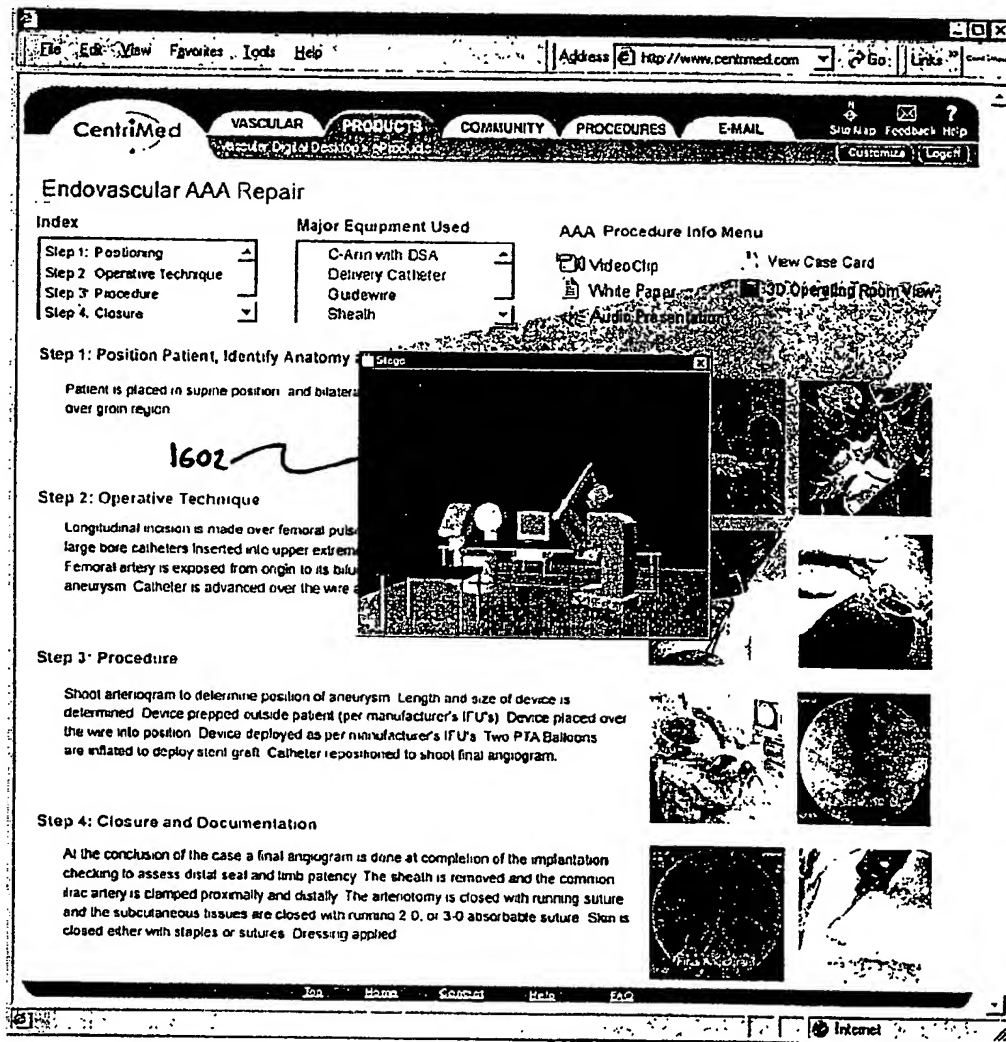 File Edit View Favorites Tools Help Address http://www.centrimed.com Go Links »
CentriMed VASCULAR PRODUCTS COMMUNITY PROCEDURES E-MAIL Site Map Feedback Help
Vascular Digital Desktop > eProducts Customize Logoff
Endovascular AAA Repair
Index
Step 1: Positioning
Step 2 Operative Technique
Step 3: Procedure
Step 4. Closure
Major Equipment Used
C-Arm with DSA
Delivery Catheter
Guidewire
Sheath
AAA Procedure Info Menu
Video Clip View Case Card
White Paper 3D Operating Room View
Audio Presentation
Step 1: Position Patient, Identify Anatomy
Patient is placed in supine position and bilatera
over groin region
Stage
1602
Step 2: Operative Technique
Longitudinal incision is made over femoral puls
large bore catheters inserted into upper extrem
Femoral artery is exposed from origin to its bifu
aneurysm Catheter is advanced over the wire
Step 3: Procedure
Shoot arteriogram to determine position of aneurysm Length and size of device is
determined Device prepped outside patient (per manufacturer's IFU's) Device placed over
the wire into position Device deployed as per manufacturer's IFU's Two PTA Balloons
are inflated to deploy stent graft Catheter repositioned to shoot final angiogram.
Step 4: Closure and Documentation
At the conclusion of the case a final angiogram is done at completion of the implantation
checking to assess distal seal and limb patency The sheath is removed and the common
iliac artery is clamped proximally and distally The arteriotomy is closed with running suture
and the subcutaneous tissues are closed with running 2 0, or 3-0 absorbable suture Skin is
closed either with staples or sutures Dressing applied
Top Home Contact Help FAQ
Internet